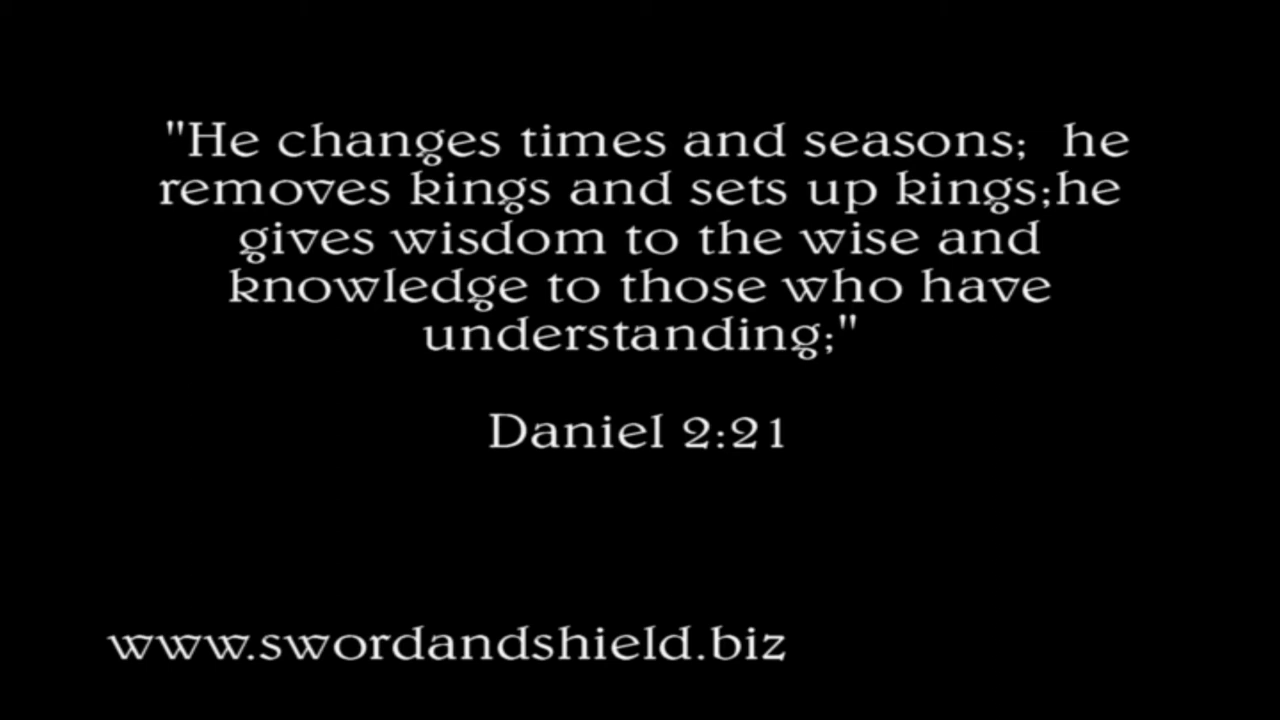 "He changes times and seasons;  he
removes kings and sets up kings;he
gives wisdom to the wise and
knowledge to those who have
understanding;"
Daniel 2:21
www.swordandshield.biz